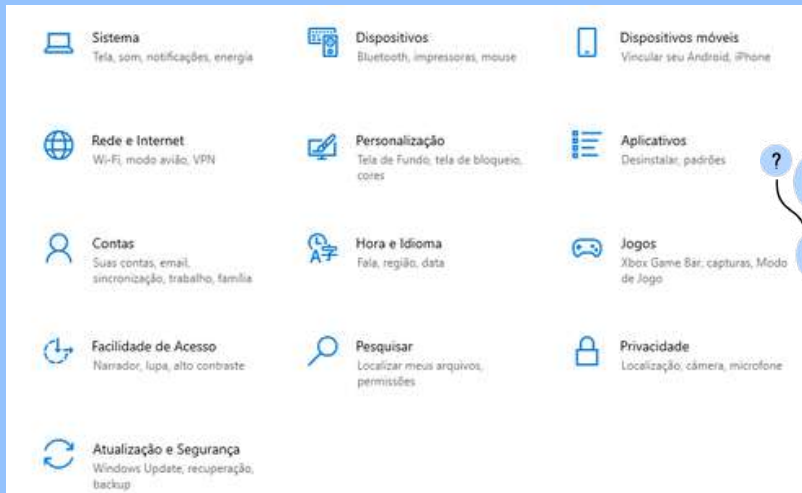 Sistema
Tela, som, notificações, energia
Dispositivos
Bluetooth, impressoras, mouse
Dispositivos móveis
Vincular seu Android, iPhone
Rede e Internet
Wi-Fi, modo avião, VPN
Personalização
Tela de Fundo, tela de bloqueio,
cores
Aplicativos
Desinstalar, padrões
?
Contas
Suas contas, email,
sincronização, trabalho, família
Hora e Idioma
Fala, região, data
Jogos
Xbox Game Bar, capturas, Modo
de Jogo
Facilidade de Acesso
Narrador, lupa, alto contraste
Pesquisar
Localizar meus arquivos,
permissões
Privacidade
Localização, câmera, microfone
Atualização e Segurança
Windows Update, recuperação,
backup